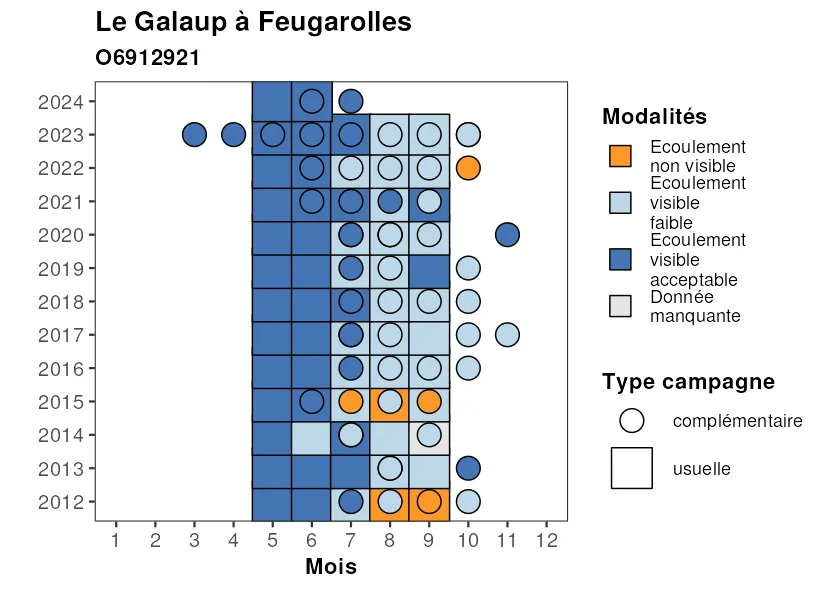 Le Galaup à Feugarolles
O6912921
2024
2023
2022
2021
2020
2019
2018
2017
2016
2015
2014
2013
2012
1 2 3 4 5 6 7 8 9 10 11 12
Mois
Modalités
Ecoulement
non visible
Ecoulement
visible
faible
Ecoulement
visible
acceptable
Donnée
manquante
Type campagne
complémentaire
usuelle